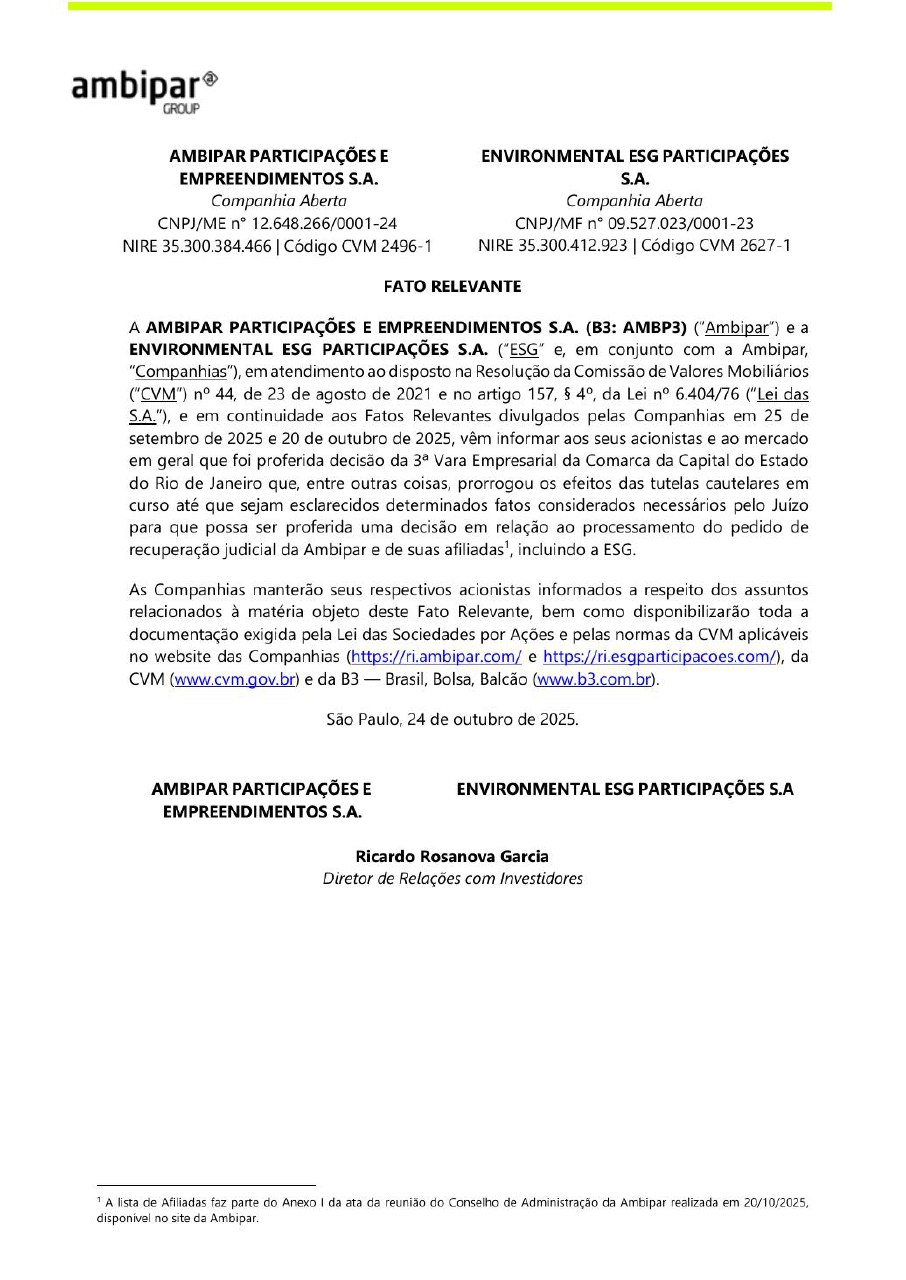 ambipar
GROUP
AMBIPAR PARTICIPAÇÕES E
EMPREENDIMENTOS S.A.
Companhia Aberta
CNPJ/ME n° 12.648.266/0001-24
NIRE 35.300.384.466 | Código CVM 2496-1
ENVIRONMENTAL ESG PARTICIPAÇÕES
S.A.
Companhia Aberta
CNPJ/MF n° 09.527.023/0001-23
NIRE 35.300.412.923 | Código CVM 2627-1
FATO RELEVANTE
A AMBIPAR PARTICIPAÇÕES E EMPREENDIMENTOS S.A. (B3: AMBP3) (“Ambipar”) e a
ENVIRONMENTAL ESG PARTICIPAÇÕES S.A. (“ESG” e, em conjunto com a Ambipar,
“Companhias”), em atendimento ao disposto na Resolução da Comissão de Valores Mobiliários
(“CVM”) nº 44, de 23 de agosto de 2021 e no artigo 157, § 4º, da Lei nº 6.404/76 (“Lei das
S.A.”), e em continuidade aos Fatos Relevantes divulgados pelas Companhias em 25 de
setembro de 2025 e 20 de outubro de 2025, vêm informar aos seus acionistas e ao mercado
em geral que foi proferida decisão da 3ª Vara Empresarial da Comarca da Capital do Estado
do Rio de Janeiro que, entre outras coisas, prorrogou os efeitos das tutelas cautelares em
curso até que sejam esclarecidos determinados fatos considerados necessários pelo Juízo
para que possa ser proferida uma decisão em relação ao processamento do pedido de
recuperação judicial da Ambipar e de suas afiliadas¹, incluindo a ESG.
As Companhias manterão seus respectivos acionistas informados a respeito dos assuntos
relacionados à matéria objeto deste Fato Relevante, bem como disponibilizarão toda a
documentação exigida pela Lei das Sociedades por Ações e pelas normas da CVM aplicáveis
no website das Companhias (https://ri.ambipar.com/ e https://ri.esgparticipacoes.com/), da
CVM (www.cvm.gov.br) e da B3 — Brasil, Bolsa, Balcão (www.b3.com.br).
São Paulo, 24 de outubro de 2025.
AMBIPAR PARTICIPAÇÕES E
EMPREENDIMENTOS S.A.
ENVIRONMENTAL ESG PARTICIPAÇÕES S.A
Ricardo Rosanova Garcia
Diretor de Relações com Investidores
¹ A lista de Afiliadas faz parte do Anexo I da ata da reunião do Conselho de Administração da Ambipar realizada em 20/10/2025,
disponível no site da Ambipar.